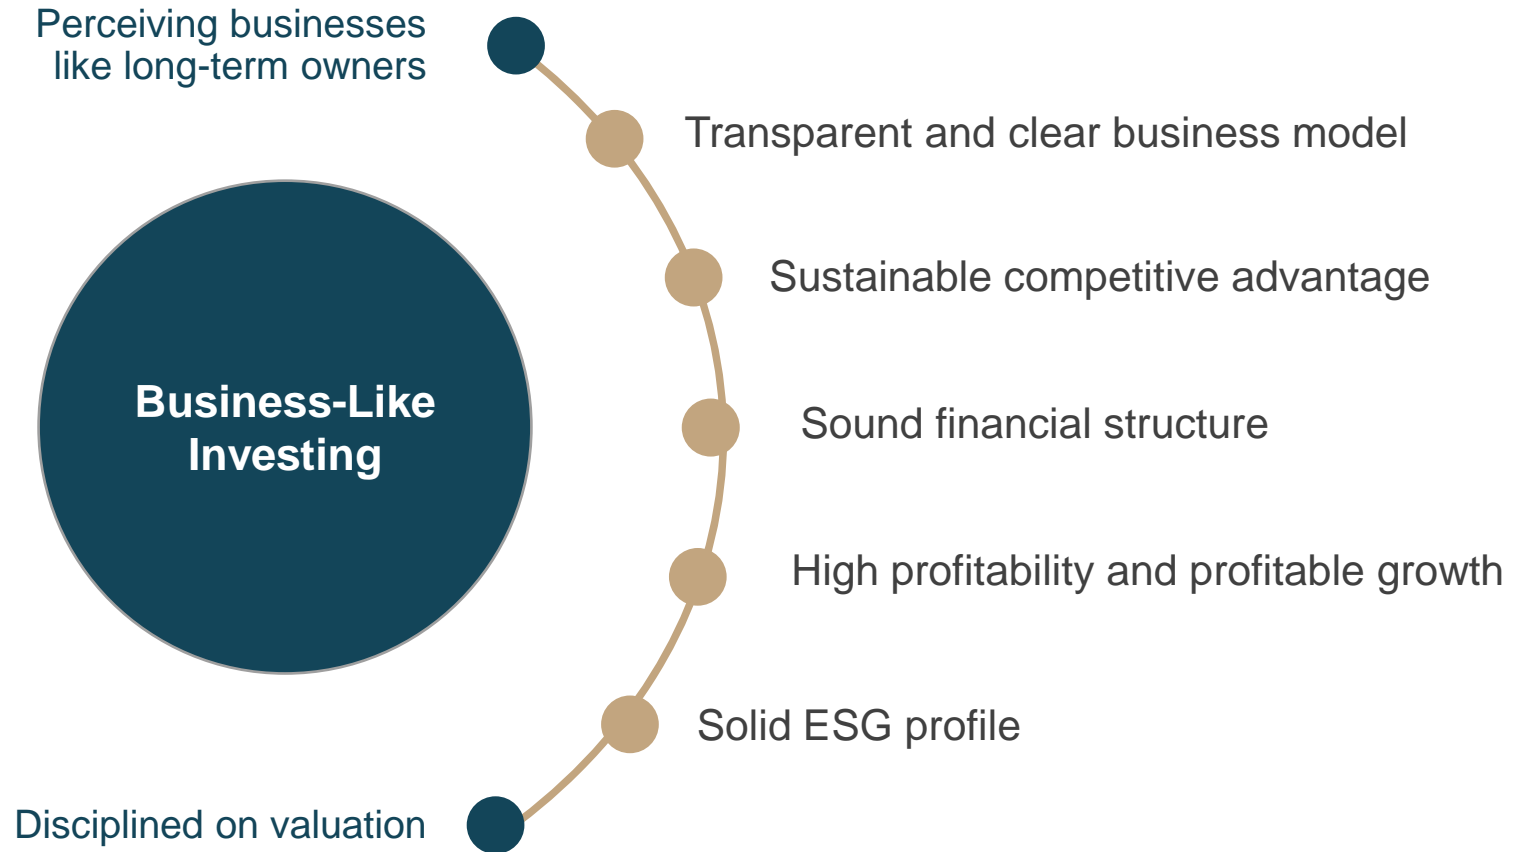 Perceiving businesses
like long-term owners
Transparent and clear business model
Sustainable competitive advantage
Business-Like
Investing
Sound financial structure
High profitability and profitable growth
Solid ESG profile
Disciplined on valuation